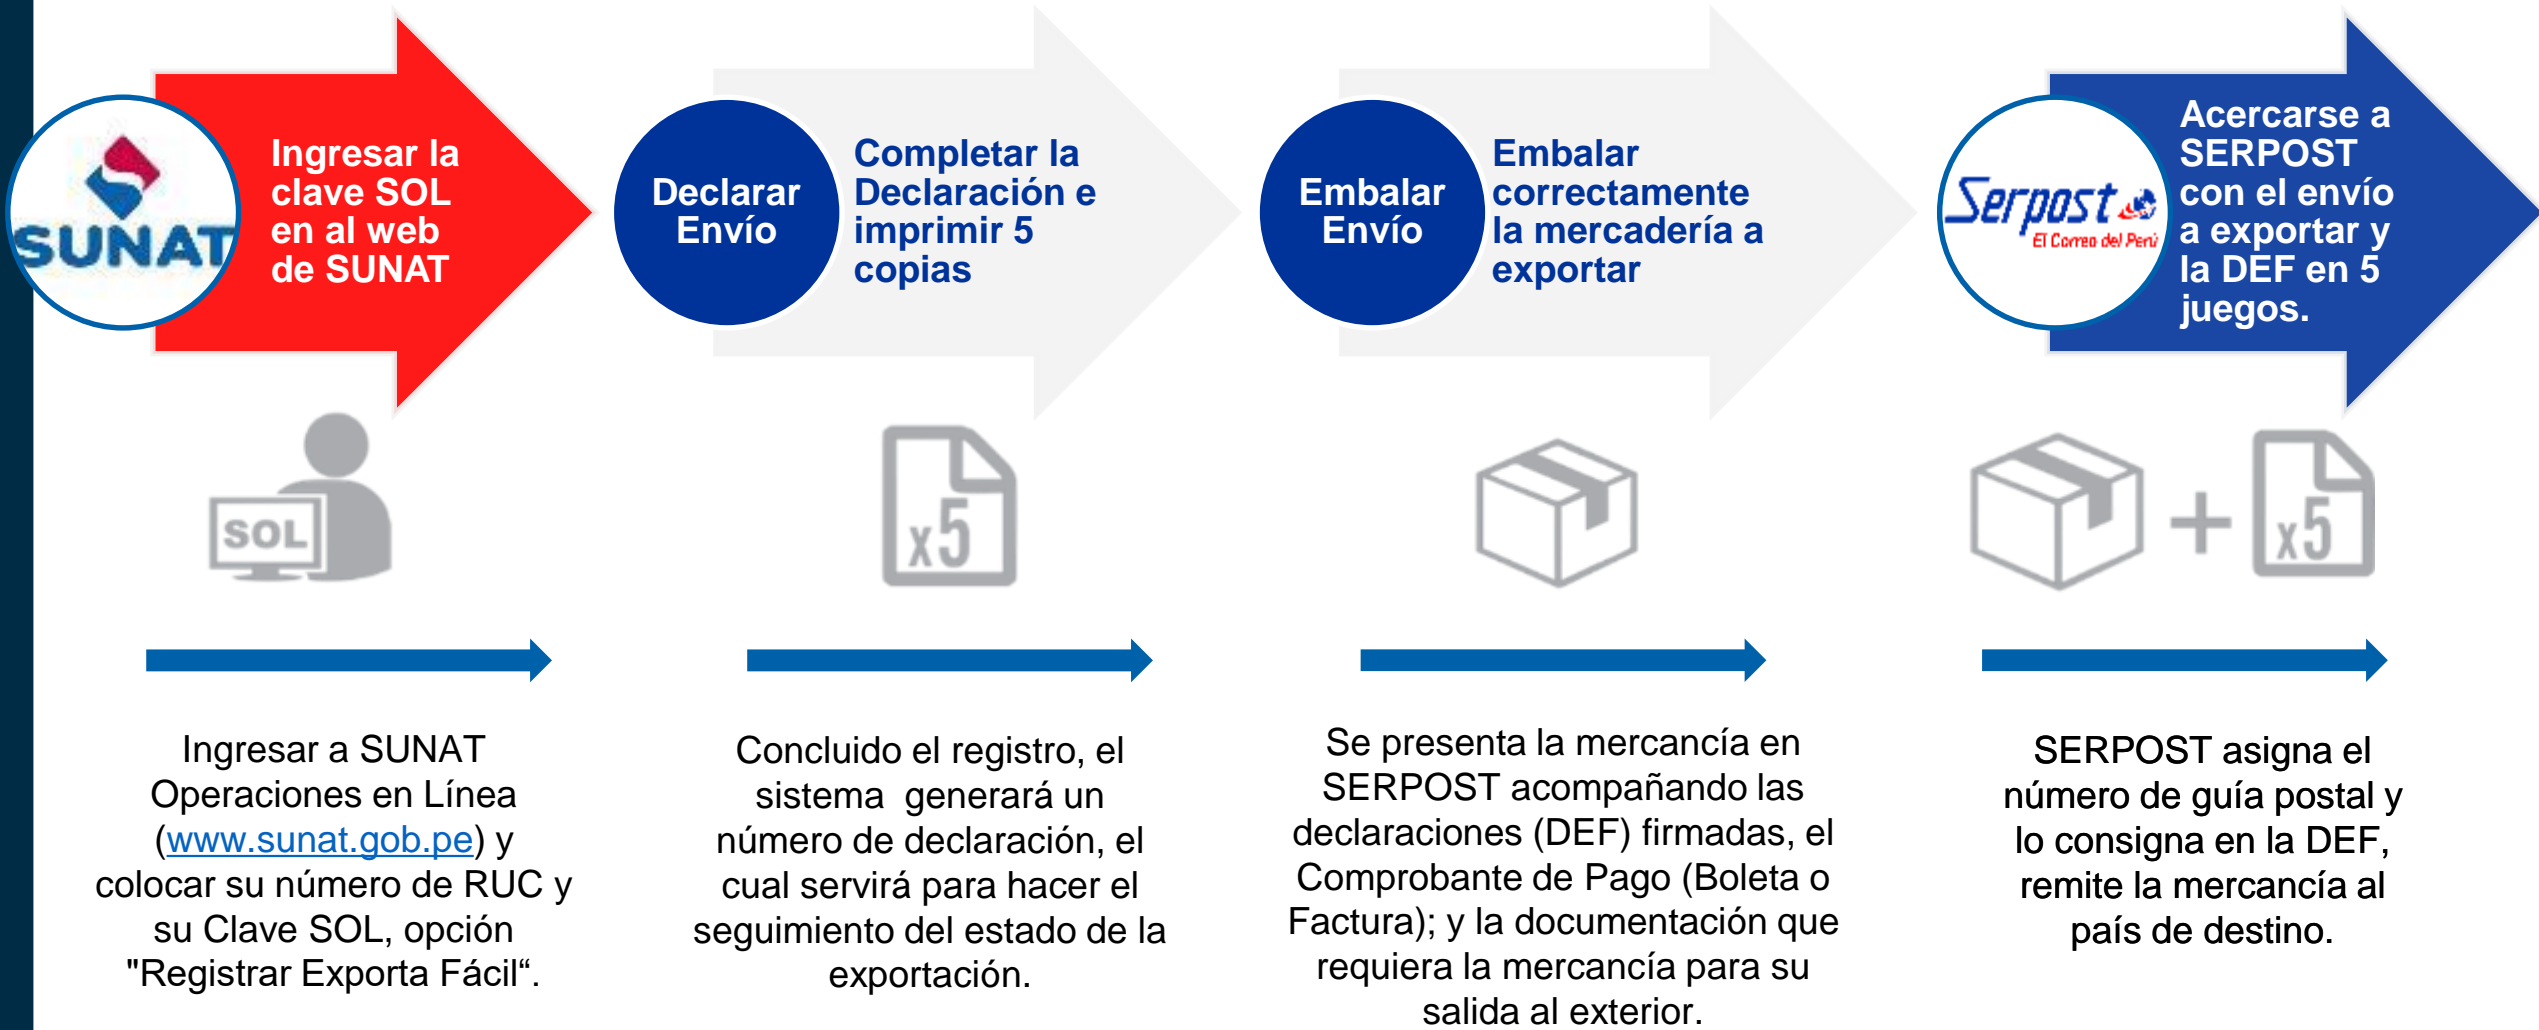 SUNAT
Ingresar la
clave SOL
en al web
de SUNAT
Declarar
Envío
Completar la
Declaración e
imprimir 5
copias
Embalar
Envío
Embalar
correctamente
la mercadería a
exportar
Serpost
El Correo del Perú
Acercarse a
SERPOST
con el envío
a exportar y
la DEF en 5
juegos.
SOL
x5
x5
Ingresar a SUNAT
Operaciones en Línea
(www.sunat.gob.pe) y
colocar su número de RUC y
su Clave SOL, opción
"Registrar Exporta Fácil“.
Concluido el registro, el
sistema generará un
número de declaración, el
cual servirá para hacer el
seguimiento del estado de la
exportación.
Se presenta la mercancía en
SERPOST acompañando las
declaraciones (DEF) firmadas, el
Comprobante de Pago (Boleta o
Factura); y la documentación que
requiera la mercancía para su
salida al exterior.
SERPOST asigna el
número de guía postal y
lo consigna en la DEF,
remite la mercancía al
país de destino.